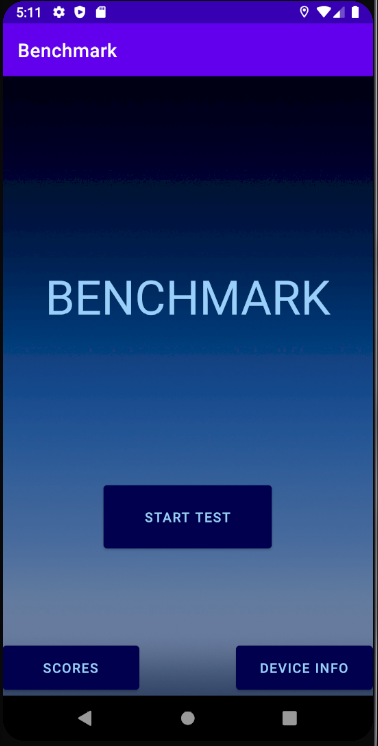 5:11
Benchmark
BENCHMARK
START TEST
SCORES
DEVICE INFO